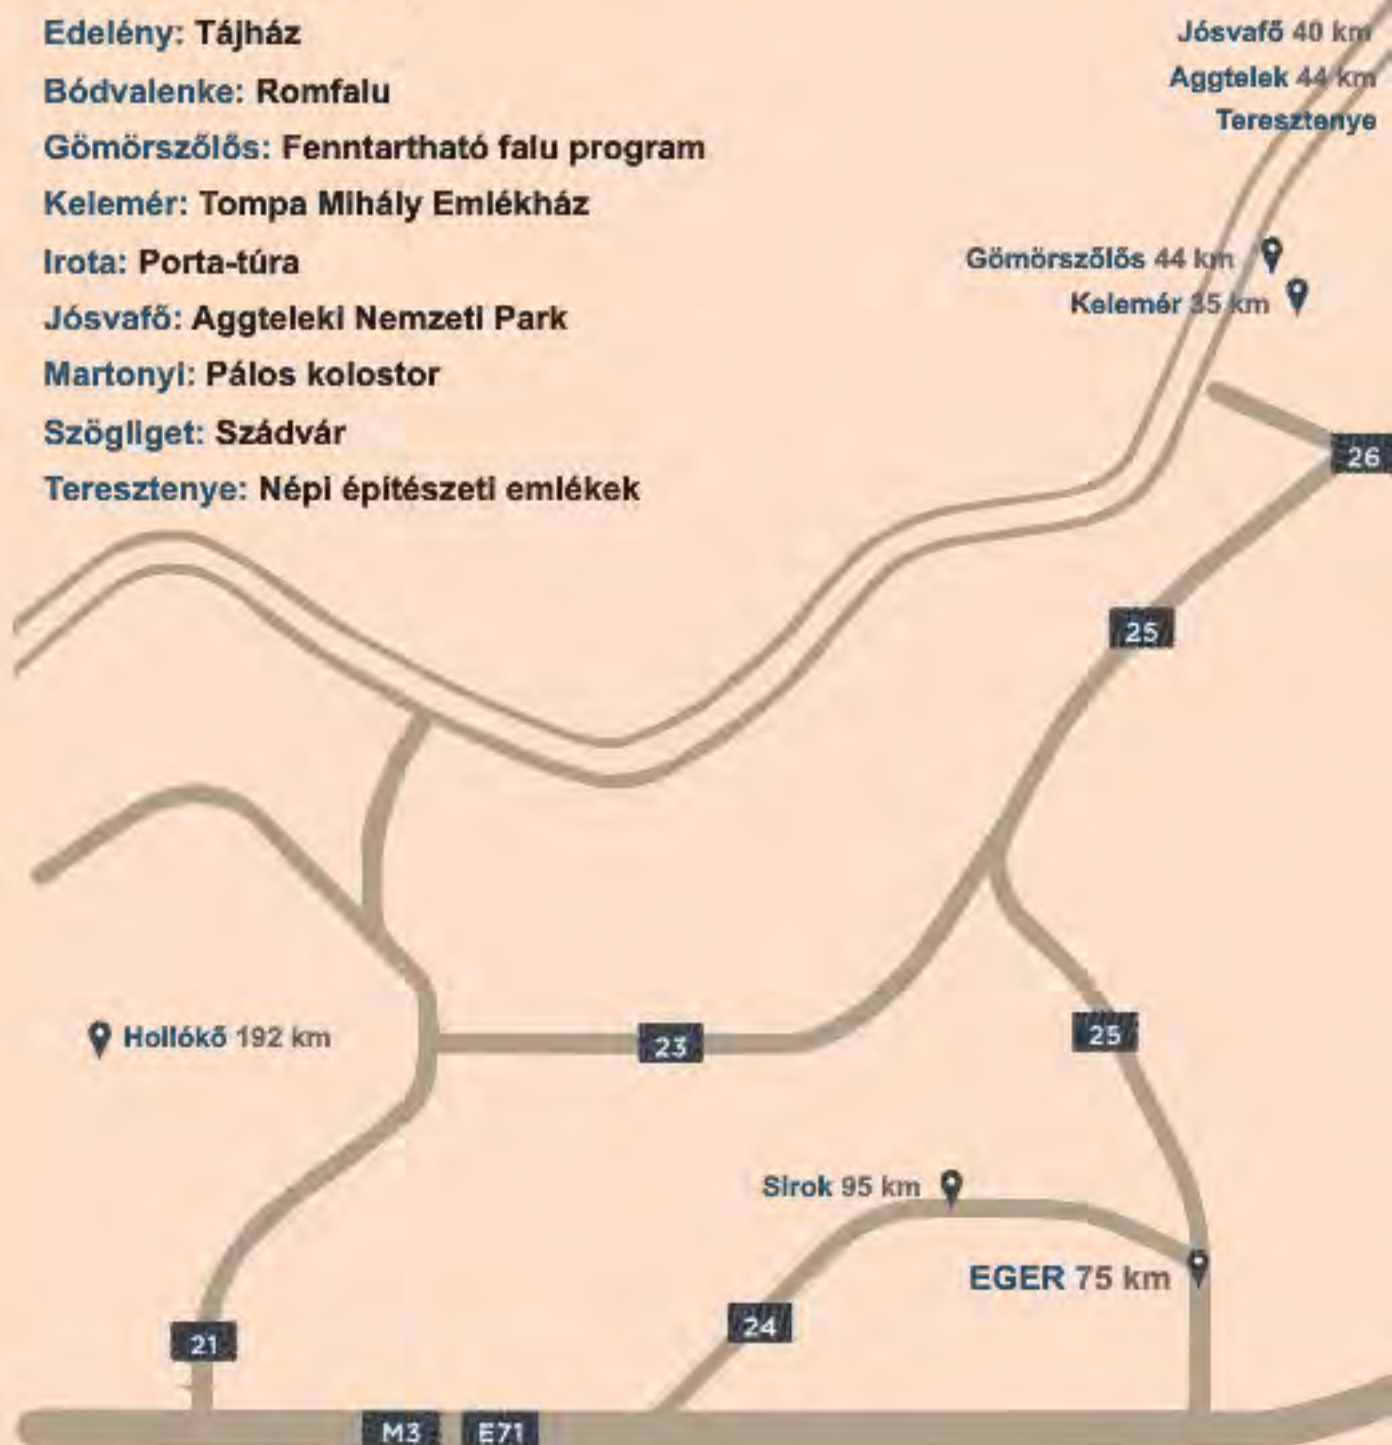 Edelény: Tájház
Bódvalenke: Romfalu
Gömörszőlős: Fenntartható falu program
Kelemér: Tompa Mihály Emlékház
Irota: Porta-túra
Jósvafő: Aggteleki Nemzeti Park
Martonyi: Pálos kolostor
Szögliget: Szádvár
Teresztenye: Népi építészeti emlékek
Jósvafő 40 km
Aggtelek 44 km
Teresztenye
Gömörszőlős 44 km
Kelemér 35 km
26
25
Hollókő 192 km
23
25
Sirok 95 km
EGER 75 km
24
21
M3 E71